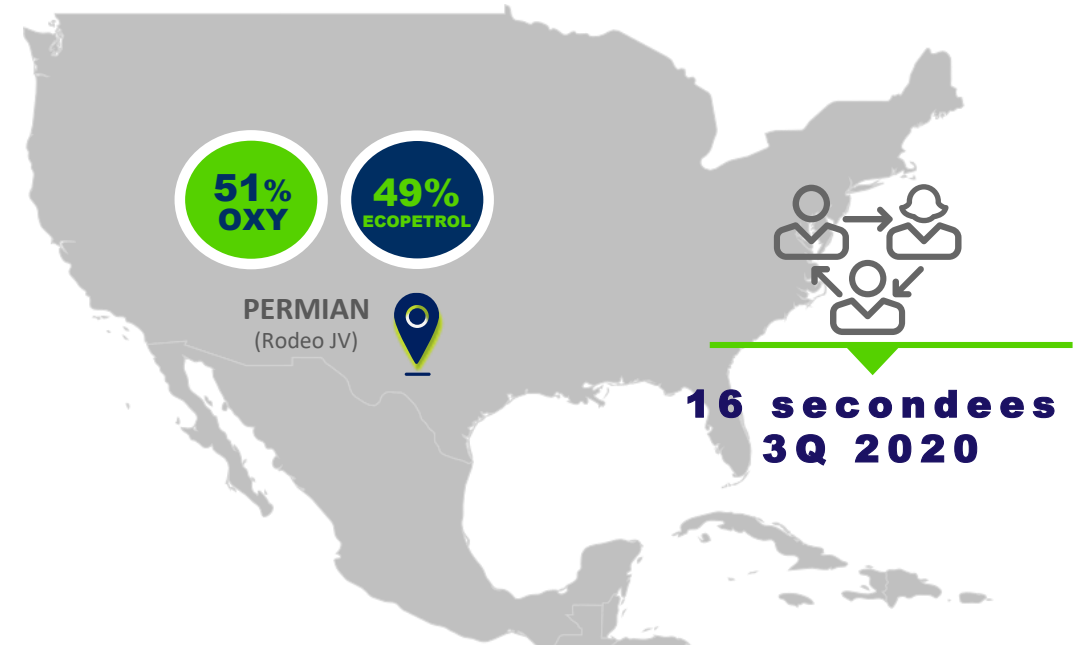 51%
OXY
49%
ECOPETROL
PERMIAN
(Rodeo JV)
16 secondees
3Q 2020